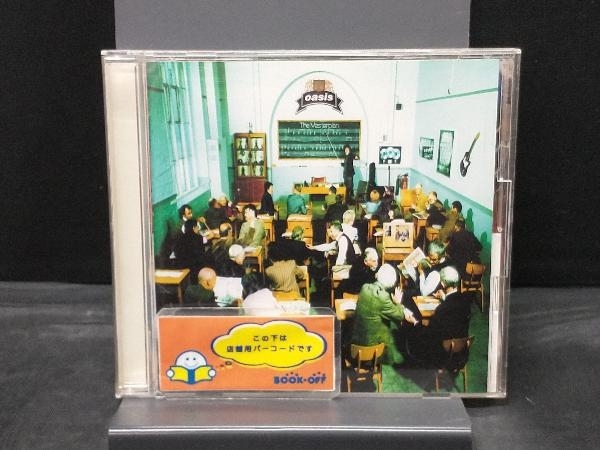 oasis
The Masterplan
この下は
店舗用バーコードです
BOOK•OFF